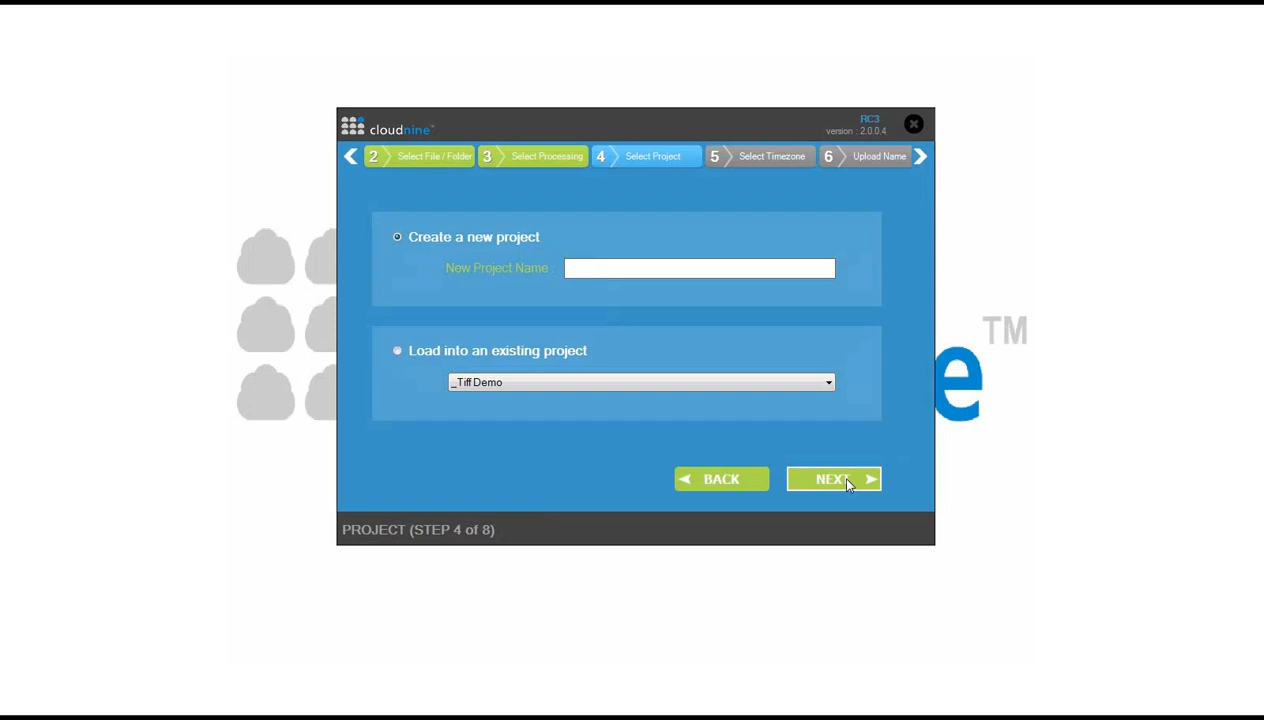 cloudnine™
RC3
version : 2.0.0.4
2 Select File / Folder 3 Select Processing 4 Select Project 5 Select Timezone 6 Upload Name
Create a new project
New Project Name :
Load into an existing project
_Tiff Demo
BACK NEXT
PROJECT (STEP 4 of 8)
e™